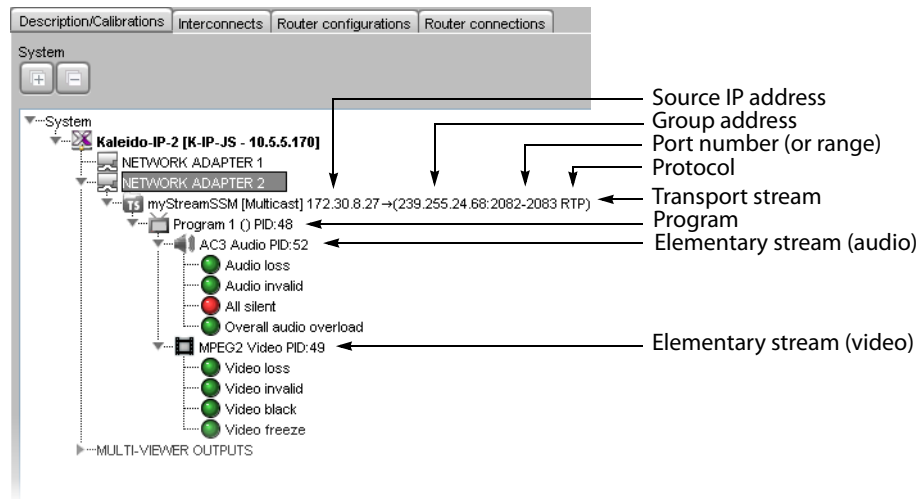 Description/Calibrations Interconnects Router configurations Router connections
System
System
Kaleido-IP-2 [K-IP-JS - 10.5.5.170]
NETWORK ADAPTER 1
NETWORK ADAPTER 2
TS myStreamSSM [Multicast] 172.30.8.27→(239.255.24.68:2082-2083 RTP)
Program 1 () PID:48
AC3 Audio PID:52
Audio loss
Audio invalid
All silent
Overall audio overload
MPEG2 Video PID:49
Video loss
Video invalid
Video black
Video freeze
MULTI-VIEWER OUTPUTS
Source IP address
Group address
Port number (or range)
Protocol
Transport stream
Program
Elementary stream (audio)
Elementary stream (video)